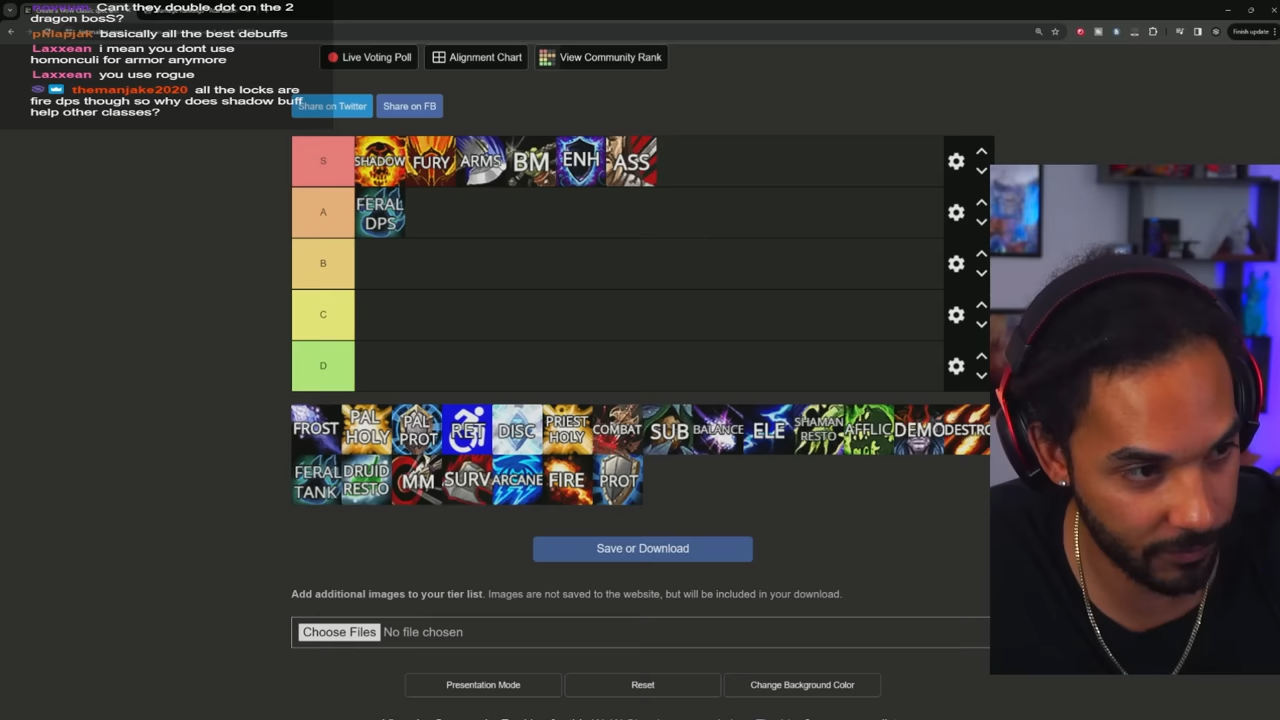 Cant they double dot on the 2
dragon bosS?
philapjak basically all the best debuffs
Laxxean i mean you dont use
homonculi for armor anymore
Laxxean you use rogue
themanjake2020 all the locks are
fire dps though so why does shadow buff
help other classes?
Finish update
Live Voting Poll
Alignment Chart
View Community Rank
Share on Twitter
Share on FB
S
SHADOW
FURY
ARMS
BM
ENH
ASS
A
FERAL
DPS
B
C
D
FROST
PAL
HOLY
PAL
PROT
RET
DISC
PRIEST
HOLY
COMBAT
SUB
BALANCE
ELE
SHAMAN
RESTO
AFFLIC
DEMO
DESTRO
FERAL
TANK
DRUID
RESTO
MM
SURV
ARCANE
FIRE
PROT
Save or Download
Add additional images to your tier list. Images are not saved to the website, but will be included in your download.
Choose Files No file chosen
Presentation Mode
Reset
Change Background Color